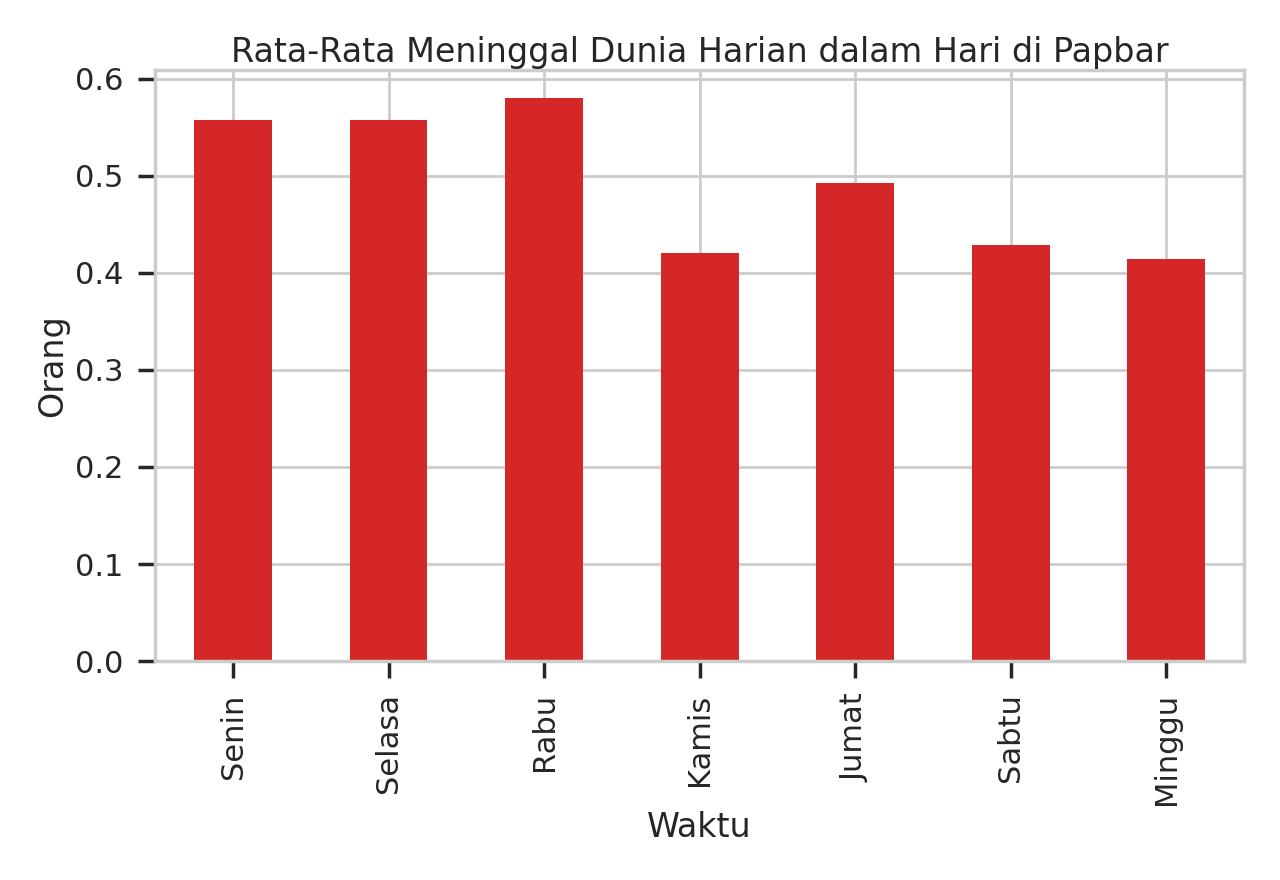 Rata-Rata Meninggal Dunia Harian dalam Hari di Papbar
0.6
0.5
0.4
0.3
0.2
0.1
0.0
Orang
Senin
Selasa
Rabu
Kamis
Jumat
Sabtu
Minggu
Waktu